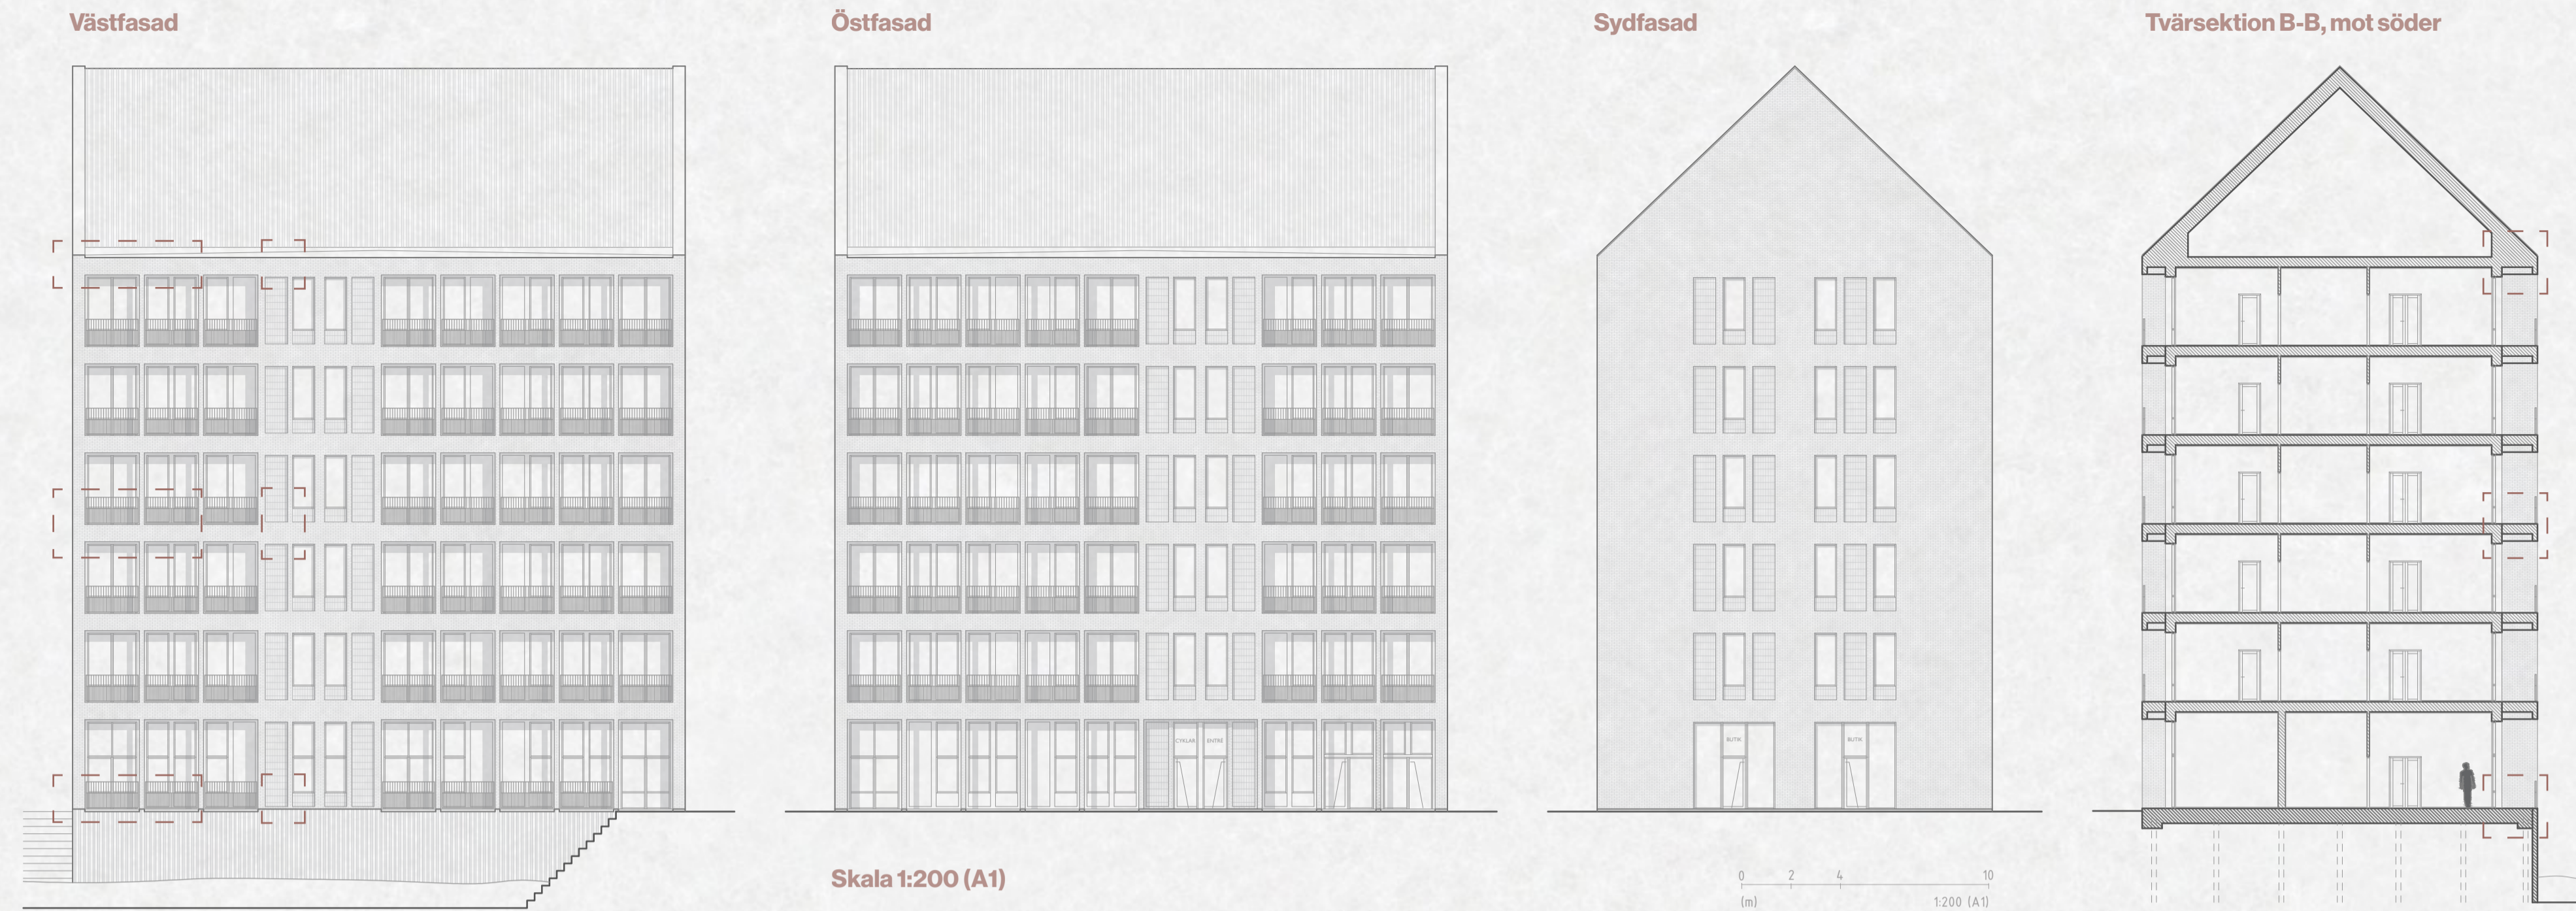 Västfasad
Östfasad
Sydfasad
Tvärsektion B-B, mot söder
CYKLAR
ENTRE
BUTIK
BUTIK
Skala 1:200 (A1)
0 2 4 10
(m) 1:200 (A1)